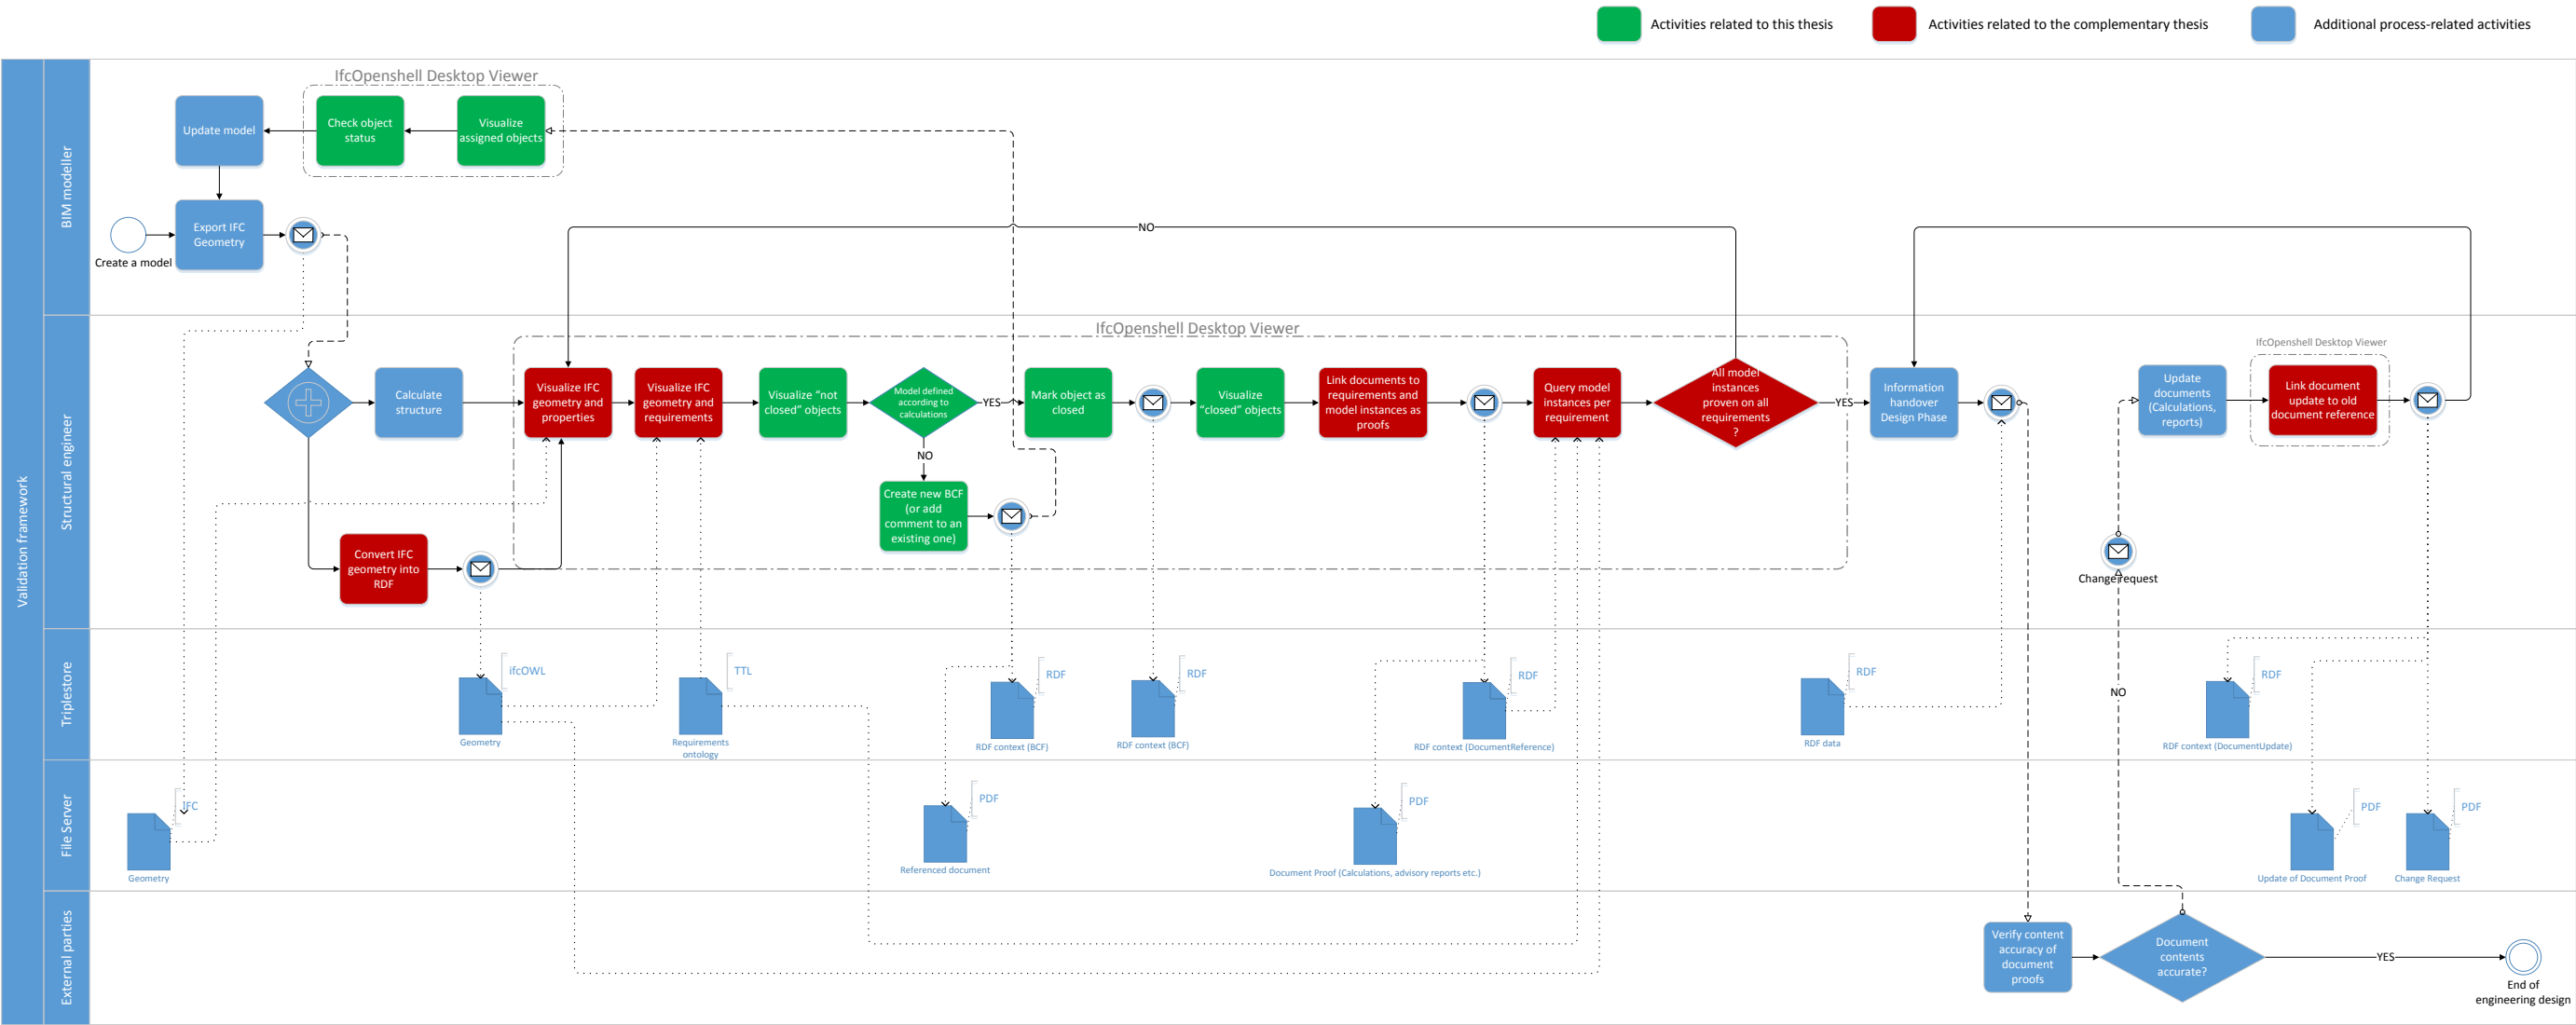 Activities related to this thesis
Activities related to the complementary thesis
Additional process-related activities
Validation framework
BIM modeller
IfcOpenshell Desktop Viewer
Update model
Check object
status
Visualize
assigned objects
Create a model
Export IFC
Geometry
NO
Structural engineer
IfcOpenshell Desktop Viewer
Calculate
structure
Visualize IFC
geometry and
properties
Visualize IFC
geometry and
requirements
Visualize “not
closed” objects
Model defined
according to
calculations
YES
NO
Mark object as
closed
Visualize
“closed” objects
Link documents to
requirements and
model instances as
proofs
Query model
instances per
requirement
All model
instances
proven on all
requirements
?
YES
Information
handover
Design Phase
Update
documents
(Calculations,
reports)
IfcOpenshell Desktop Viewer
Link document
update to old
document reference
Create new BCF
(or add
comment to an
existing one)
Convert IFC
geometry into
RDF
Change request
Triplestore
ifcOWL
Geometry
TTL
Requirements
ontology
RDF
RDF context (BCF)
RDF
RDF context (BCF)
RDF
RDF context (DocumentReference)
RDF
RDF data
NO
RDF
RDF context (DocumentUpdate)
File Server
IFC
Geometry
PDF
Referenced document
PDF
Document Proof (Calculations, advisory reports etc.)
PDF
Update of Document Proof
PDF
Change Request
External parties
Verify content
accuracy of
document
proofs
Document
contents
accurate?
YES
End of
engineering design